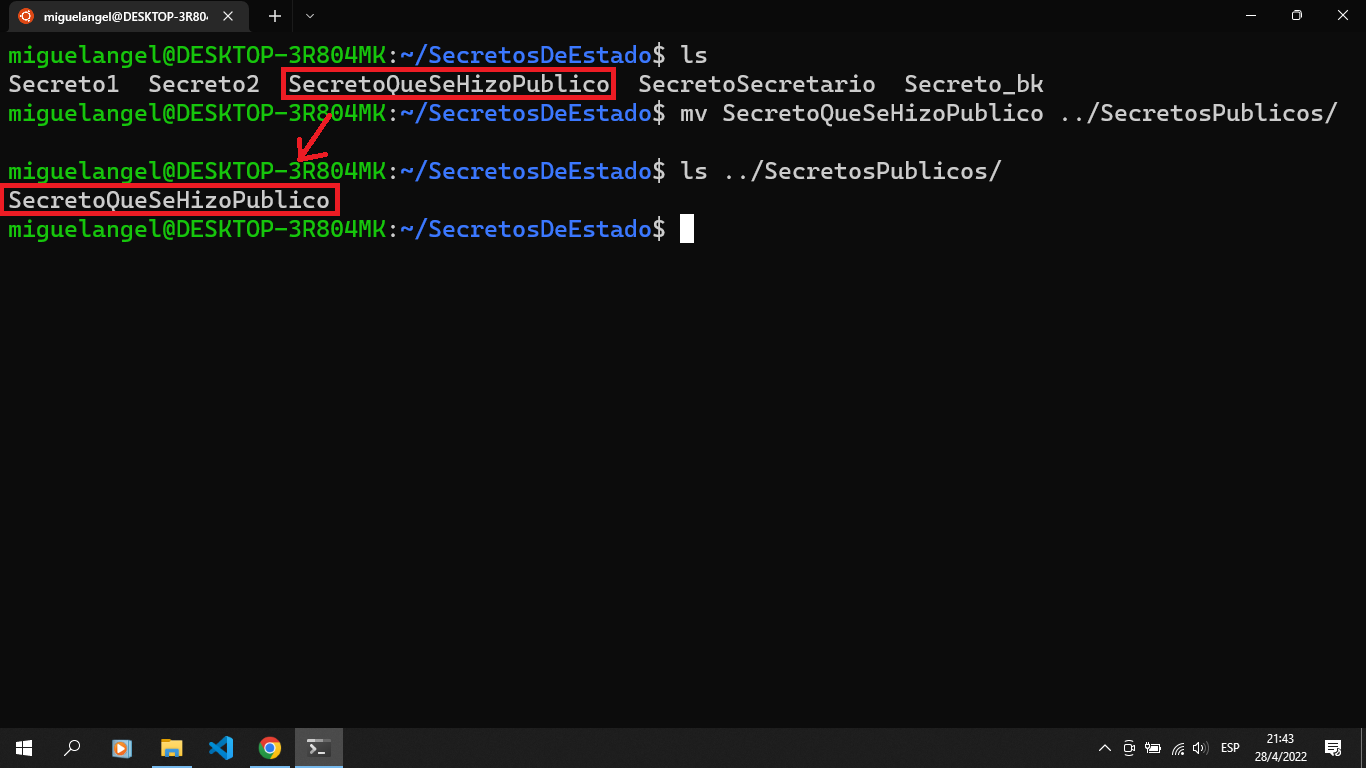 miguelangel@DESKTOP-3R804
miguelangel@DESKTOP-3R804MK:~/SecretosDeEstado$ ls
Secreto1  Secreto2  SecretoQueSeHizoPublico  SecretoSecretario  Secreto_bk
miguelangel@DESKTOP-3R804MK:~/SecretosDeEstado$ mv SecretoQueSeHizoPublico ../SecretosPublicos/
miguelangel@DESKTOP-3R804MK:~/SecretosDeEstado$ ls ../SecretosPublicos/
SecretoQueSeHizoPublico
miguelangel@DESKTOP-3R804MK:~/SecretosDeEstado$
ESP
21:43
28/4/2022